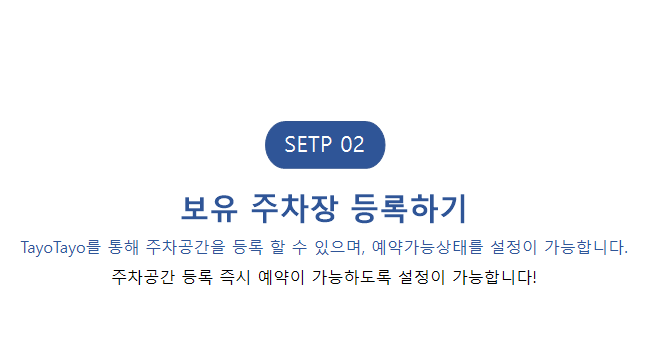 SETP 02
보유 주차장 등록하기
TayoTayo를 통해 주차공간을 등록 할 수 있으며, 예약가능상태를 설정이 가능합니다.
주차공간 등록 즉시 예약이 가능하도록 설정이 가능합니다!